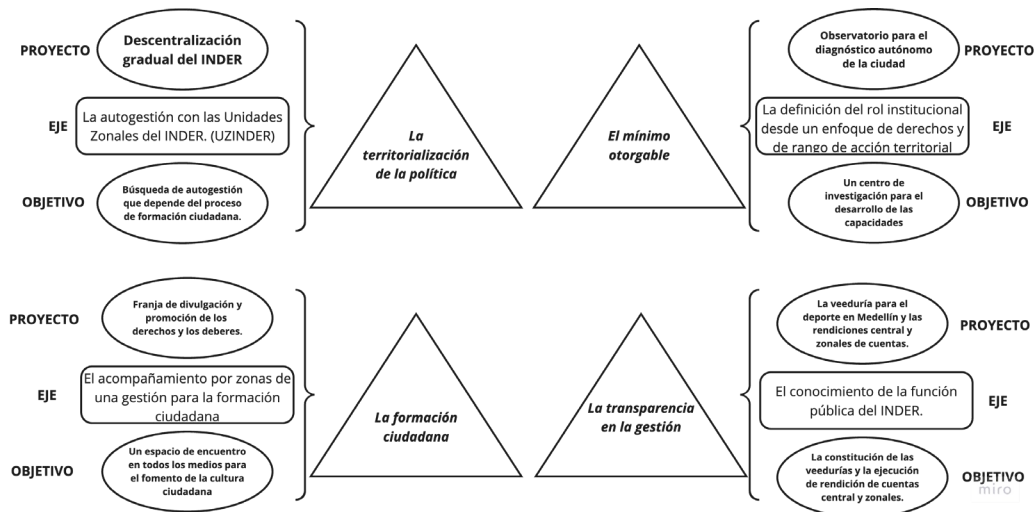 PROYECTO
Descentralización
gradual del INDER
EJE
La autogestión con las Unidades
Zonales del INDER. (UZINDER)
OBJETIVO
Búsqueda de autogestión
que depende del proceso
de formación ciudadana.
La
territorialización
de la política
El mínimo
otorgable
Observatorio para el
diagnóstico autónomo
de la ciudad
PROYECTO
La definición del rol institucional
desde un enfoque de derechos y
de rango de acción territorial
EJE
Un centro de
investigación para el
desarrollo de las
capacidades
OBJETIVO
PROYECTO
Franja de divulgación y
promoción de los
derechos y los deberes.
EJE
El acompañamiento por zonas de
una gestión para la formación
ciudadana
OBJETIVO
Un espacio de encuentro
en todos los medios para
el fomento de la cultura
ciudadana
La formación
ciudadana
La transparencia
en la gestión
La veeduría para el
deporte en Medellín y las
rendiciones central y
zonales de cuentas.
PROYECTO
El conocimiento de la función
pública del INDER.
EJE
La constitución de las
veedurías y la ejecución
de rendición de cuentas
central y zonales.
OBJETIVO
miro